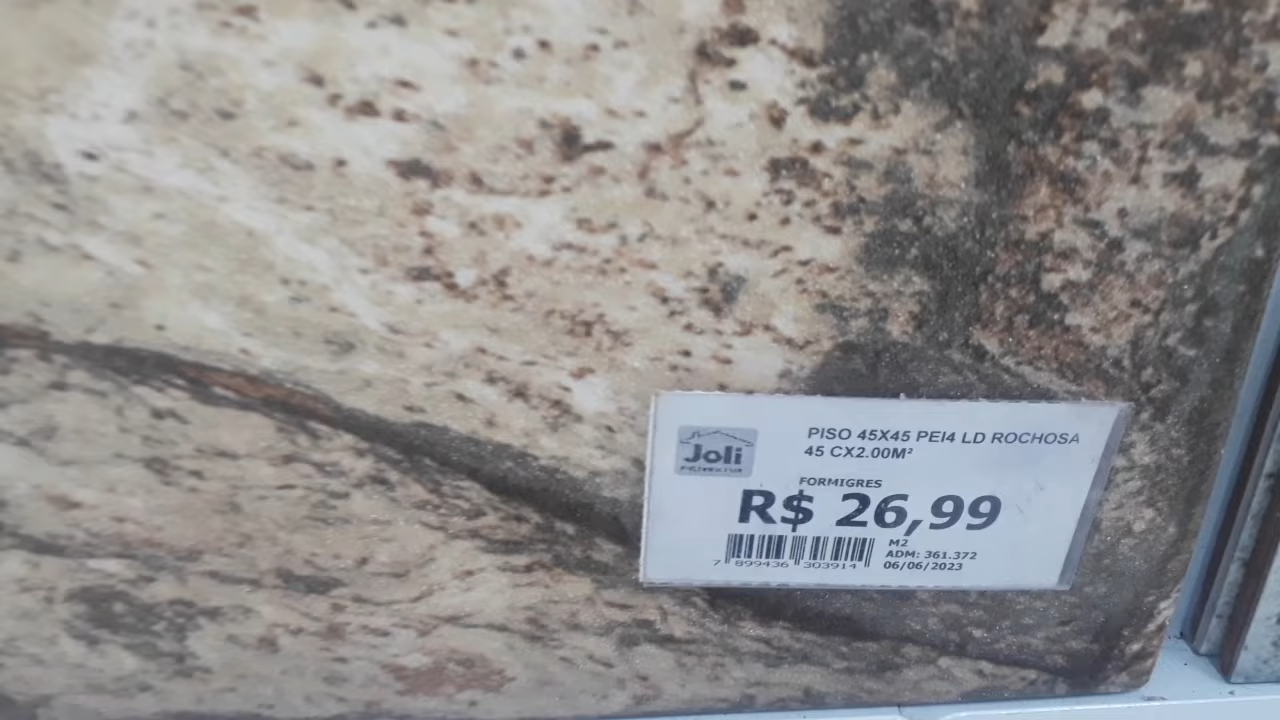 Joli
PISO 45X45 PEI4 LD ROCHOSA
45 CX2.00M²
FORMIGRES
R$ 26,99
M2
ADM: 361.372
06/06/2023
7 899436 303914